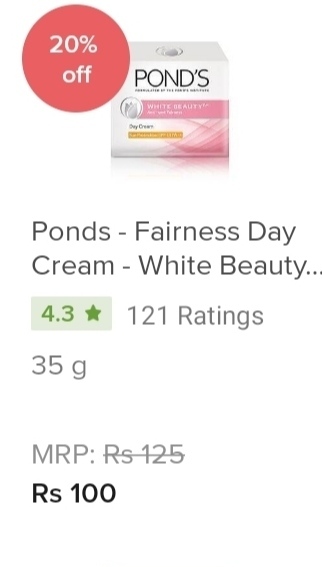 20%
off
POND'S
WHITE BEAUTY
Day Cream
Ponds - Fairness Day
Cream - White Beauty...
4.3 ★ 121 Ratings
35 g
MRP: Rs 125
Rs 100